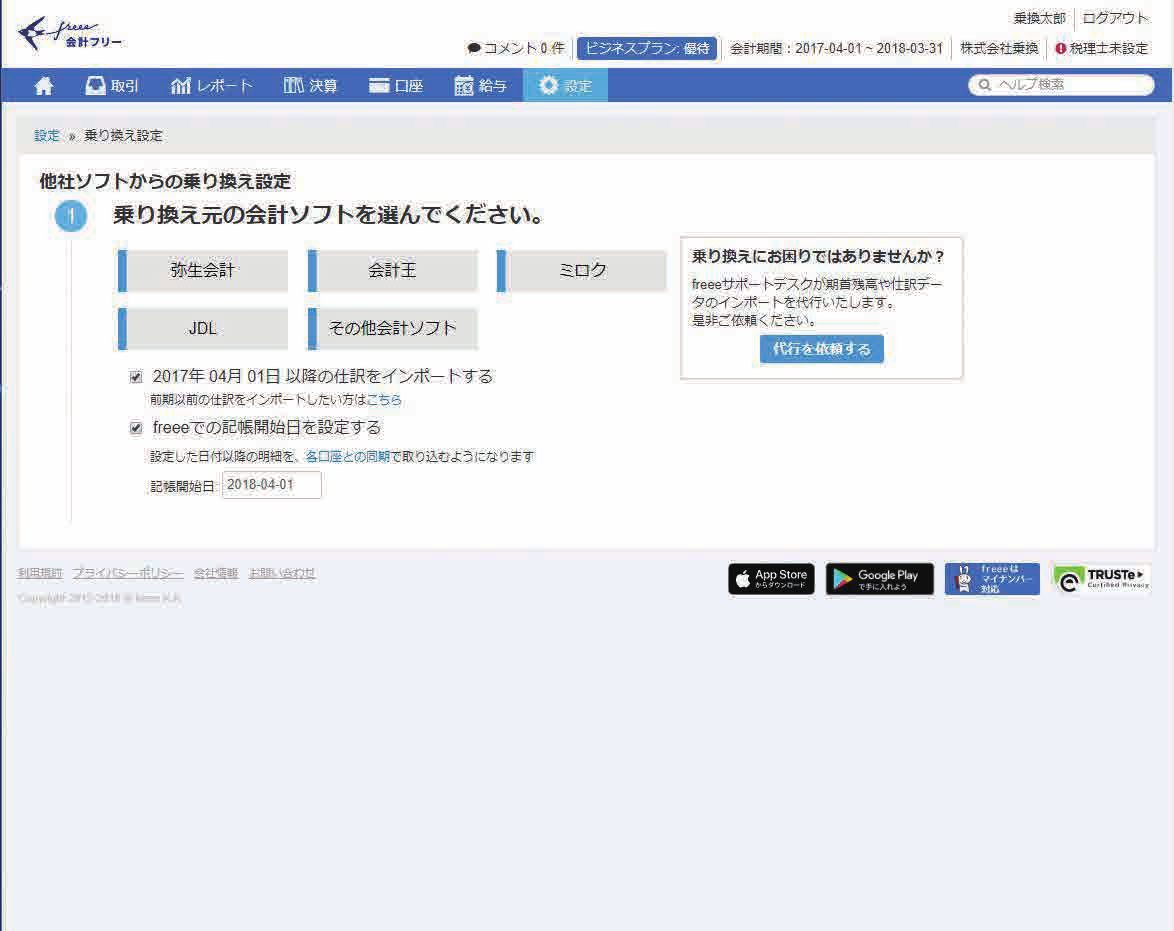 freee
会計フリー
乗換太郎 ログアウト
コメント0件 ビジネスプラン: 優待 会計期間：2017-04-01 ~ 2018-03-31 株式会社乗換 税理士未設定
取引 レポート 決算 口座 給与 設定 ヘルプ検索
設定 » 乗り換え設定
他社ソフトからの乗り換え設定
1 乗り換え元の会計ソフトを選んでください。
弥生会計 会計王 ミロク
JDL その他会計ソフト
乗り換えにお困りではありませんか？
freeeサポートデスクが期首残高や仕訳デー
タのインポートを代行いたします。
是非ご依頼ください。
代行を依頼する
2017年 04月 01日 以降の仕訳をインポートする
前期以前の仕訳をインポートしたい方はこちら
freeeでの記帳開始日を設定する
設定した日付以降の明細を、各口座との同期で取り込むようになります
記帳開始日: 2018-04-01
利用規約 プライバシーポリシー 会社情報 お問い合わせ
Copyright 2012-2018 © freee K.K.
App Store
からダウンロード
Google Play
で手に入れよう
freeeは
マイナンバー
対応
TRUSTe
Certified Privacy